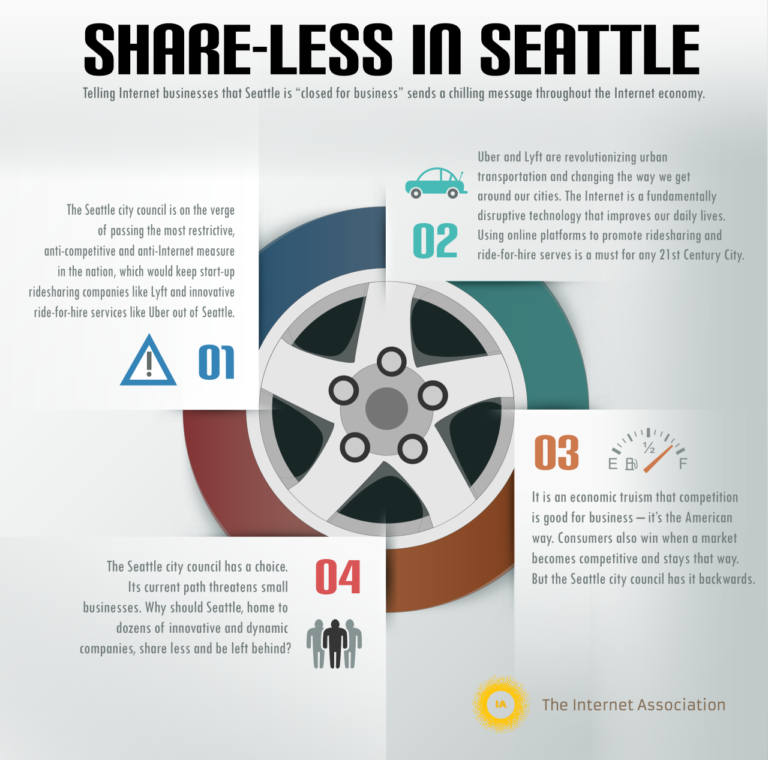 SHARE-LESS IN SEATTLE
Telling Internet businesses that Seattle is “closed for business” sends a chilling message throughout the Internet economy.
The Seattle city council is on the verge
of passing the most restrictive,
anti-competitive and anti-Internet measure
in the nation, which would keep start-up
ridesharing companies like Lyft and innovative
ride-for-hire services like Uber out of Seattle.
01
Uber and Lyft are revolutionizing urban
transportation and changing the way we get
around our cities. The Internet is a fundamentally
disruptive technology that improves our daily lives.
Using online platforms to promote ridesharing and
ride-for-hire serves is a must for any 21st Century City.
02
03
E ½ F
It is an economic truism that competition
is good for business – it’s the American
way. Consumers also win when a market
becomes competitive and stays that way.
But the Seattle city council has it backwards.
The Seattle city council has a choice.
Its current path threatens small
businesses. Why should Seattle, home to
dozens of innovative and dynamic
companies, share less and be left behind?
04
IA
The Internet Association